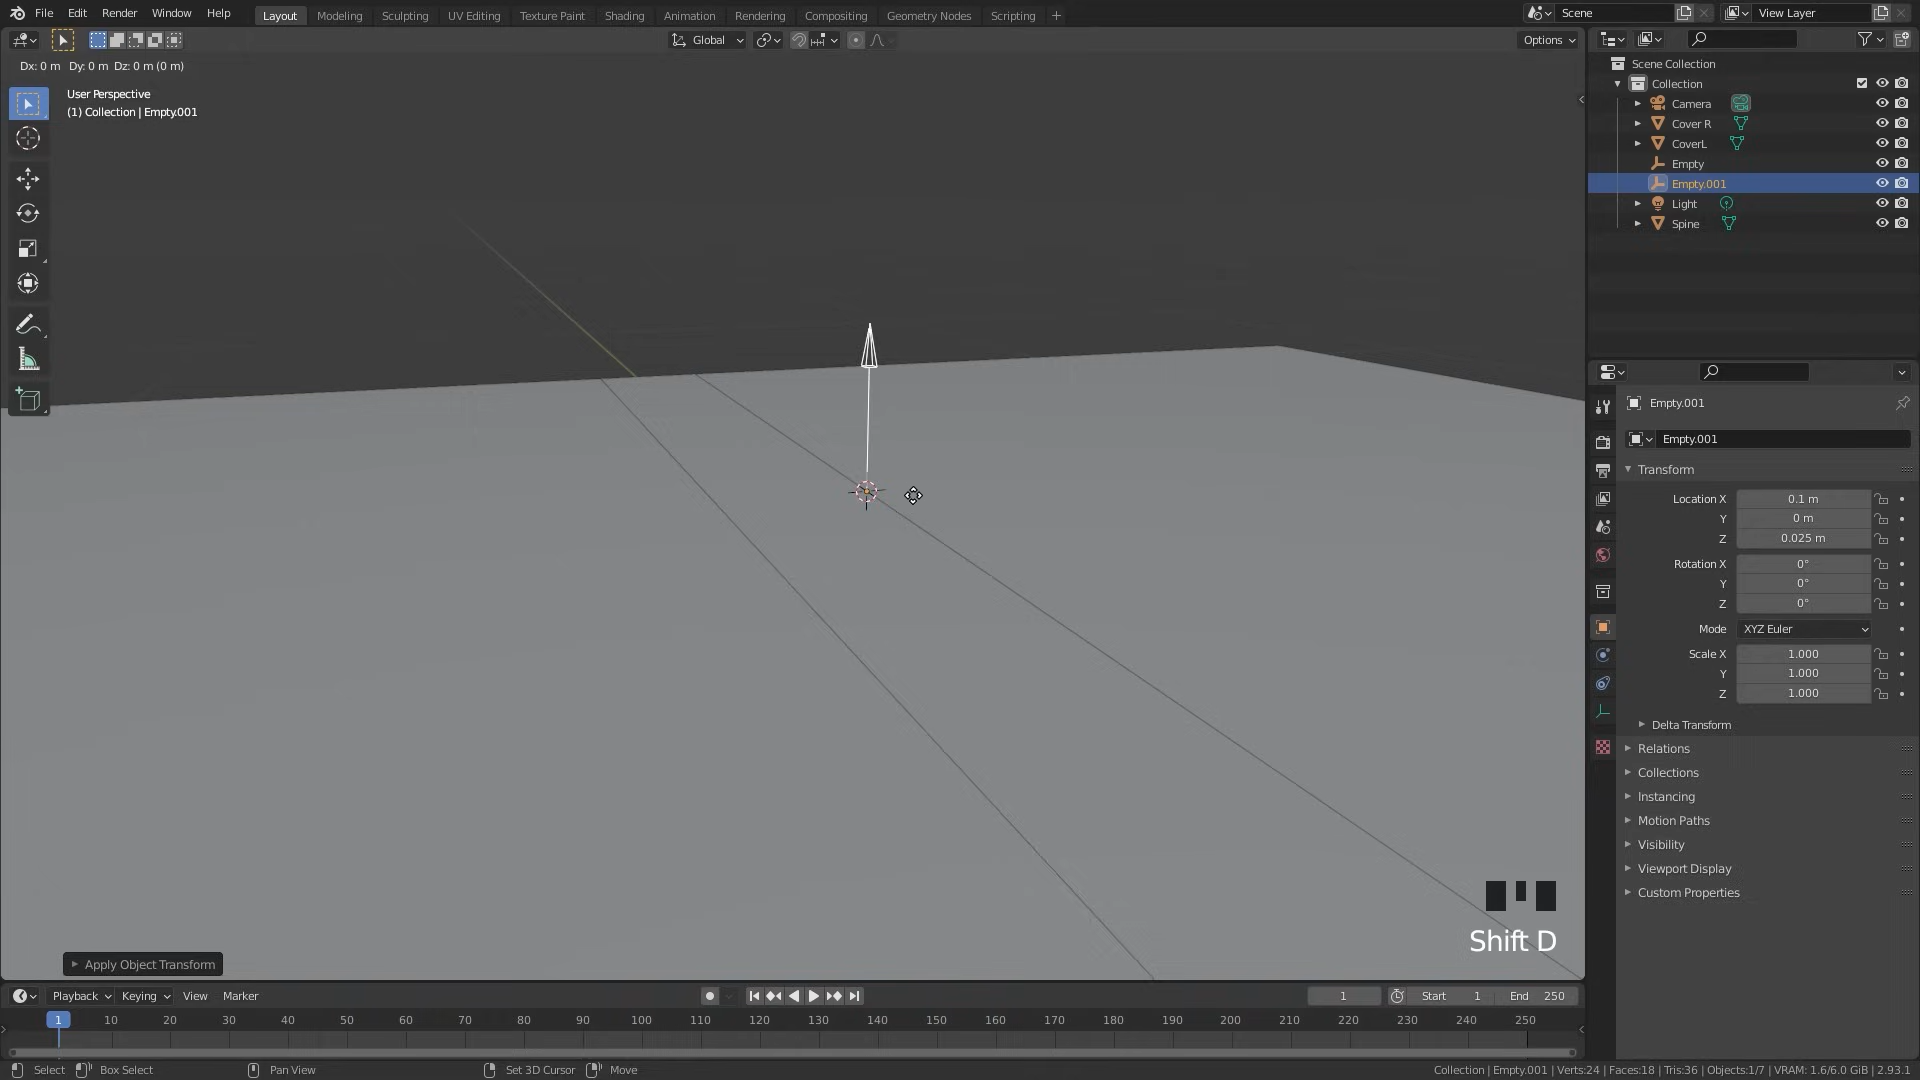 File Edit Render Window Help
Layout Modeling Sculpting UV Editing Texture Paint Shading Animation Rendering Compositing Geometry Nodes Scripting +
Scene
View Layer
Global
Options
Dx: 0 m Dy: 0 m Dz: 0 m (0 m)
User Perspective
(1) Collection | Empty.001
Scene Collection
Collection
Camera
Cover R
CoverL
Empty
Empty.001
Light
Spine
Empty.001
Empty.001
Transform
Location X 0.1 m
Y 0 m
Z 0.025 m
Rotation X 0°
Y 0°
Z 0°
Mode XYZ Euler
Scale X 1.000
Y 1.000
Z 1.000
Delta Transform
Relations
Collections
Instancing
Motion Paths
Visibility
Viewport Display
Custom Properties
Shift D
Apply Object Transform
Playback Keying View Marker
1 Start 1 End 250
1 10 20 30 40 50 60 70 80 90 100 110 120 130 140 150 160 170 180 190 200 210 220 230 240 250
Select Box Select Pan View Set 3D Cursor Move
Collection | Empty.001 | Verts:24 | Faces:18 | Tris:36 | Objects:1/7 | VRAM: 1.6/6.0 GiB | 2.93.1